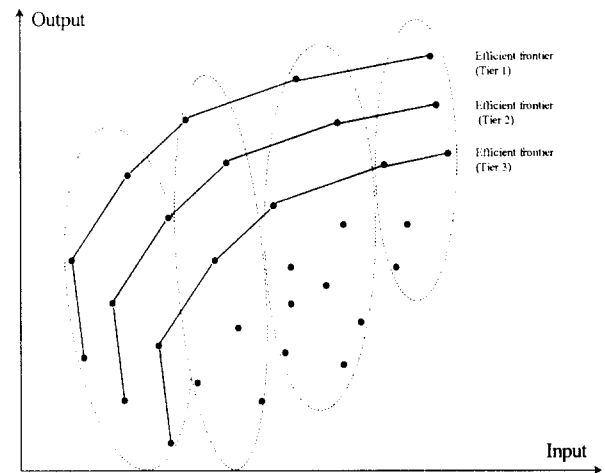 Output
Efficient frontier
(Tier 1)
Efficient frontier
(Tier 2)
Efficient frontier
(Tier 3)
Input